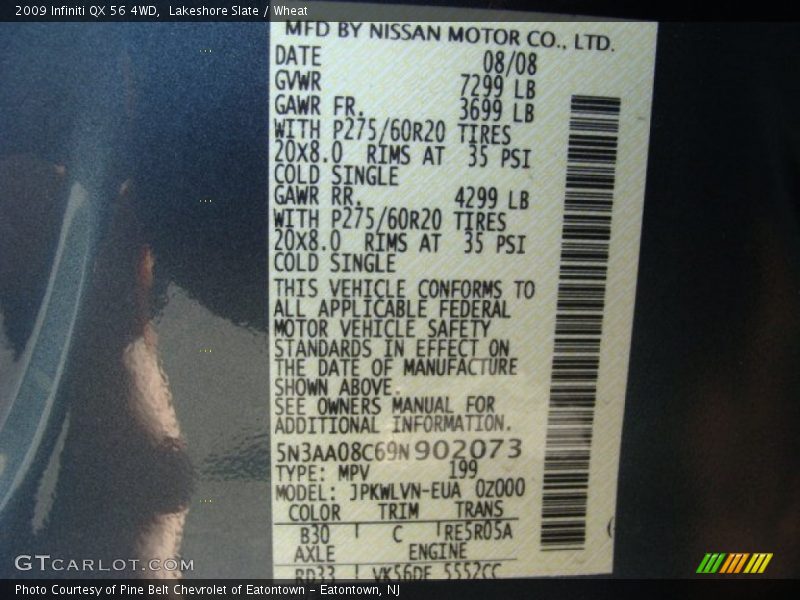 2009 Infiniti QX 56 4WD, Lakeshore Slate / Wheat
MFD BY NISSAN MOTOR CO., LTD.
DATE 08/08
GVWR 7299 LB
GAWR FR. 3699 LB
WITH P275/60R20 TIRES
20X8.0 RIMS AT 35 PSI
COLD SINGLE
GAWR RR. 4299 LB
WITH P275/60R20 TIRES
20X8.0 RIMS AT 35 PSI
COLD SINGLE
THIS VEHICLE CONFORMS TO
ALL APPLICABLE FEDERAL
MOTOR VEHICLE SAFETY
STANDARDS IN EFFECT ON
THE DATE OF MANUFACTURE
SHOWN ABOVE.
SEE OWNERS MANUAL FOR
ADDITIONAL INFORMATION.
5N3AA08C69N902073
TYPE: MPV 199
MODEL: JPKWLVN-EUA 0Z000
COLOR TRIM TRANS
B30 C RE5R05A
AXLE ENGINE
RD33 VK56DE 5552CC
GTCARLOT.COM
Photo Courtesy of Pine Belt Chevrolet of Eatontown - Eatontown, NJ